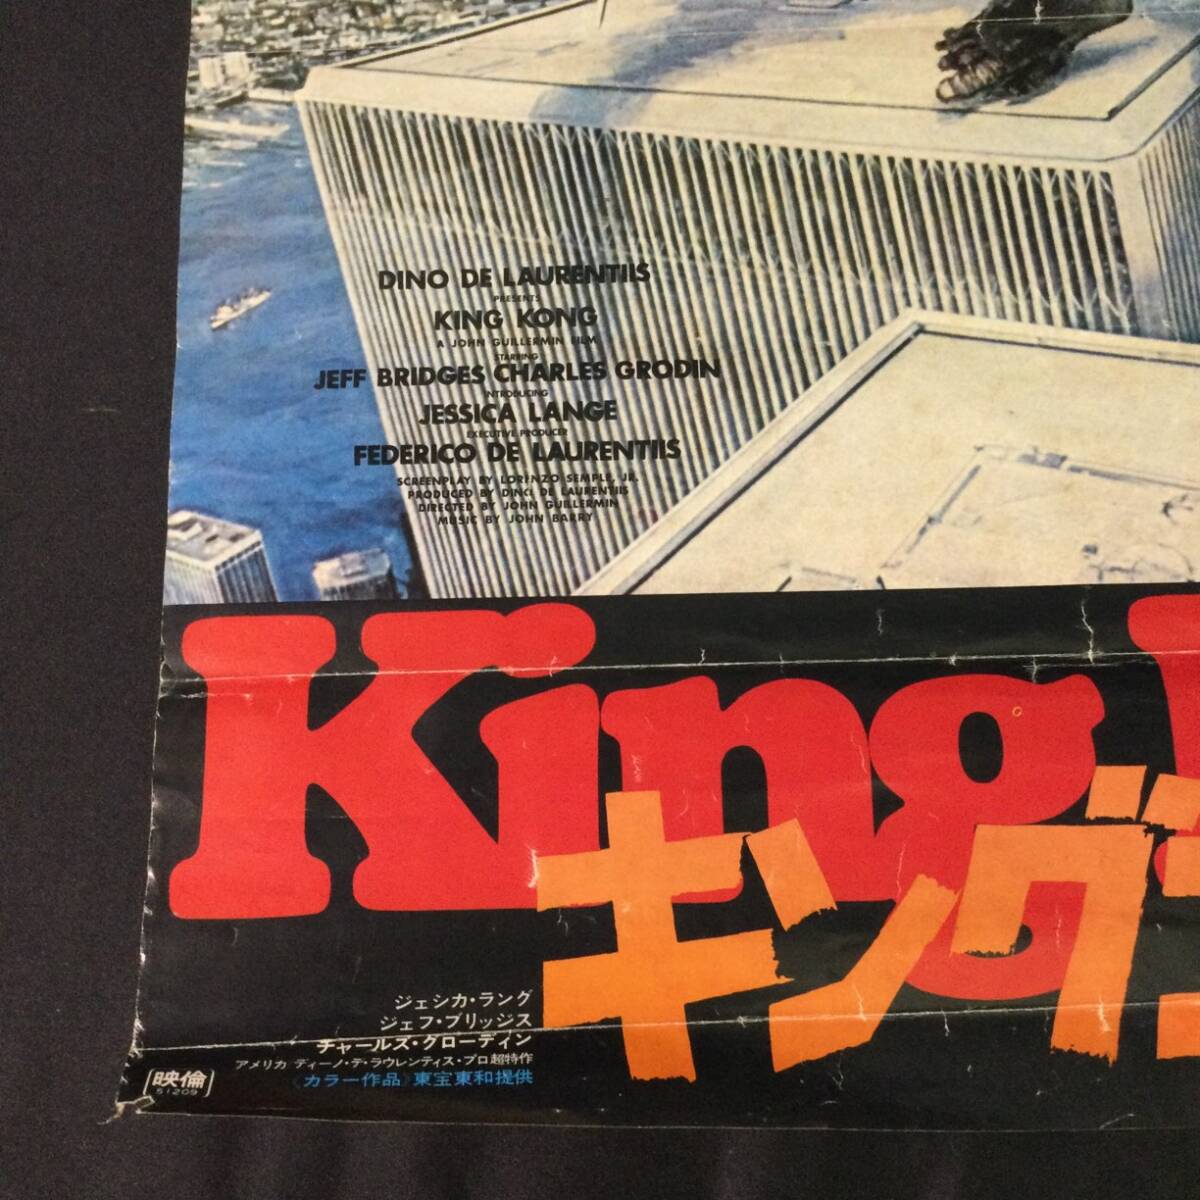 DINO DE LAURENTIIS
PRESENTS
KING KONG
A JOHN GUILLERMIN FILM
STARRING
JEFF BRIDGES CHARLES GRODIN
INTRODUCING
JESSICA LANGE
EXECUTIVE PRODUCER
FEDERICO DE LAURENTIIS
SCREENPLAY BY LORENZO SEMPLE, JR.
PRODUCED BY DINO DE LAURENTIIS
DIRECTED BY JOHN GUILLERMIN
MUSIC BY JOHN BARRY
King
キング
ジェシカ・ラング
ジェフ・ブリッジス
チャールズ・グローディン
アメリカ ディーノ・デ・ラウレンティス・プロ超特作
〈カラー作品〉東宝東和提供
映倫
51209